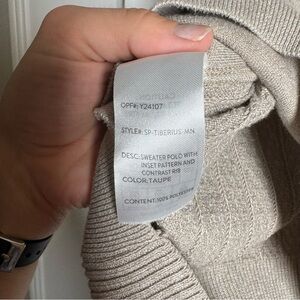 OPF#: Y24107
STYLE#: SP-TIBERIUS-MN
DESC: SWEATER POLO WITH
INSET PATTERN AND
CONTRAST RIB
COLOR: TAUPE
CONTENT: 100% POLYESTER